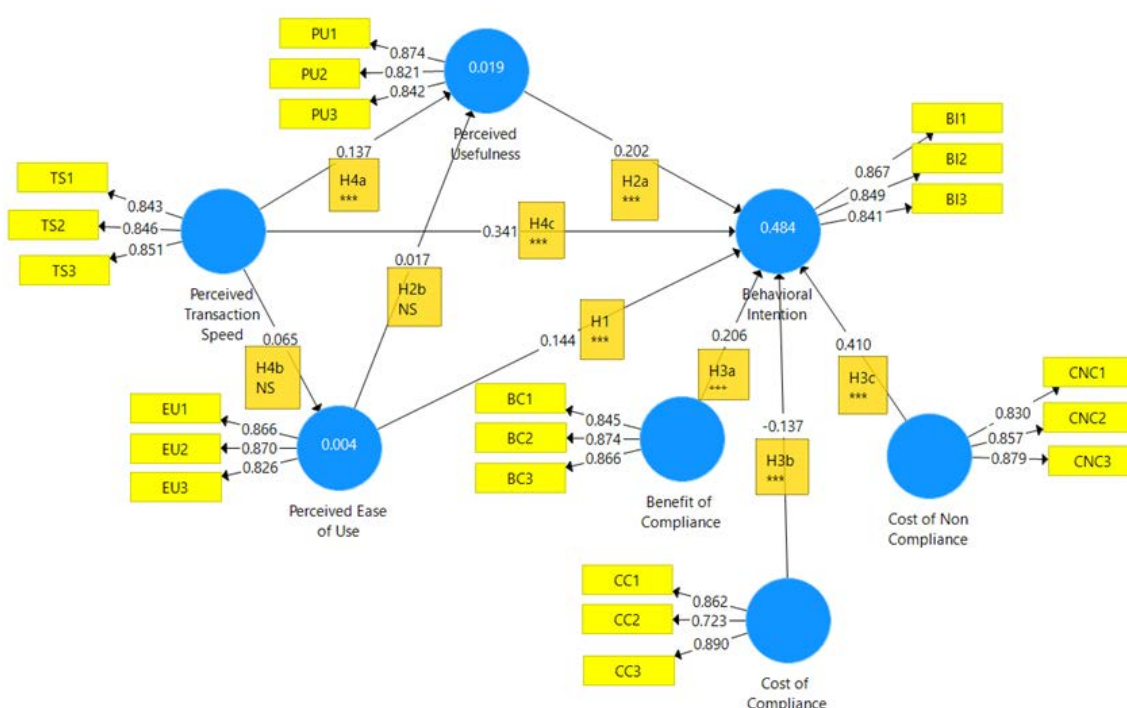 PU1
PU2
PU3
0.874
0.821
0.842
0.019
Perceived
Usefulness
0.137
H4a
***
0.202
H2a
***
BI1
BI2
BI3
0.867
0.849
0.841
TS1
TS2
TS3
0.843
0.846
0.851
Perceived
Transaction
Speed
0.341
H4c
***
0.484
Behavioral
Intention
0.017
H2b
NS
0.065
H4b
NS
0.144
H1
***
0.206
H3a
***
0.410
H3c
***
-0.137
H3b
***
EU1
EU2
EU3
0.866
0.870
0.826
0.004
Perceived Ease
of Use
BC1
BC2
BC3
0.845
0.874
0.866
Benefit of
Compliance
CNC1
CNC2
CNC3
0.830
0.857
0.879
Cost of Non
Compliance
CC1
CC2
CC3
0.862
0.723
0.890
Cost of
Compliance